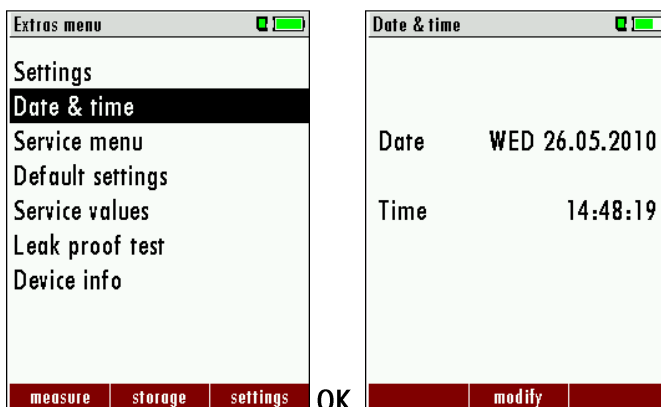 Extras menu
Settings
Date & time
Service menu
Default settings
Service values
Leak proof test
Device info
measure storage settings
OK
Date & time
Date WED 26.05.2010
Time 14:48:19
modify